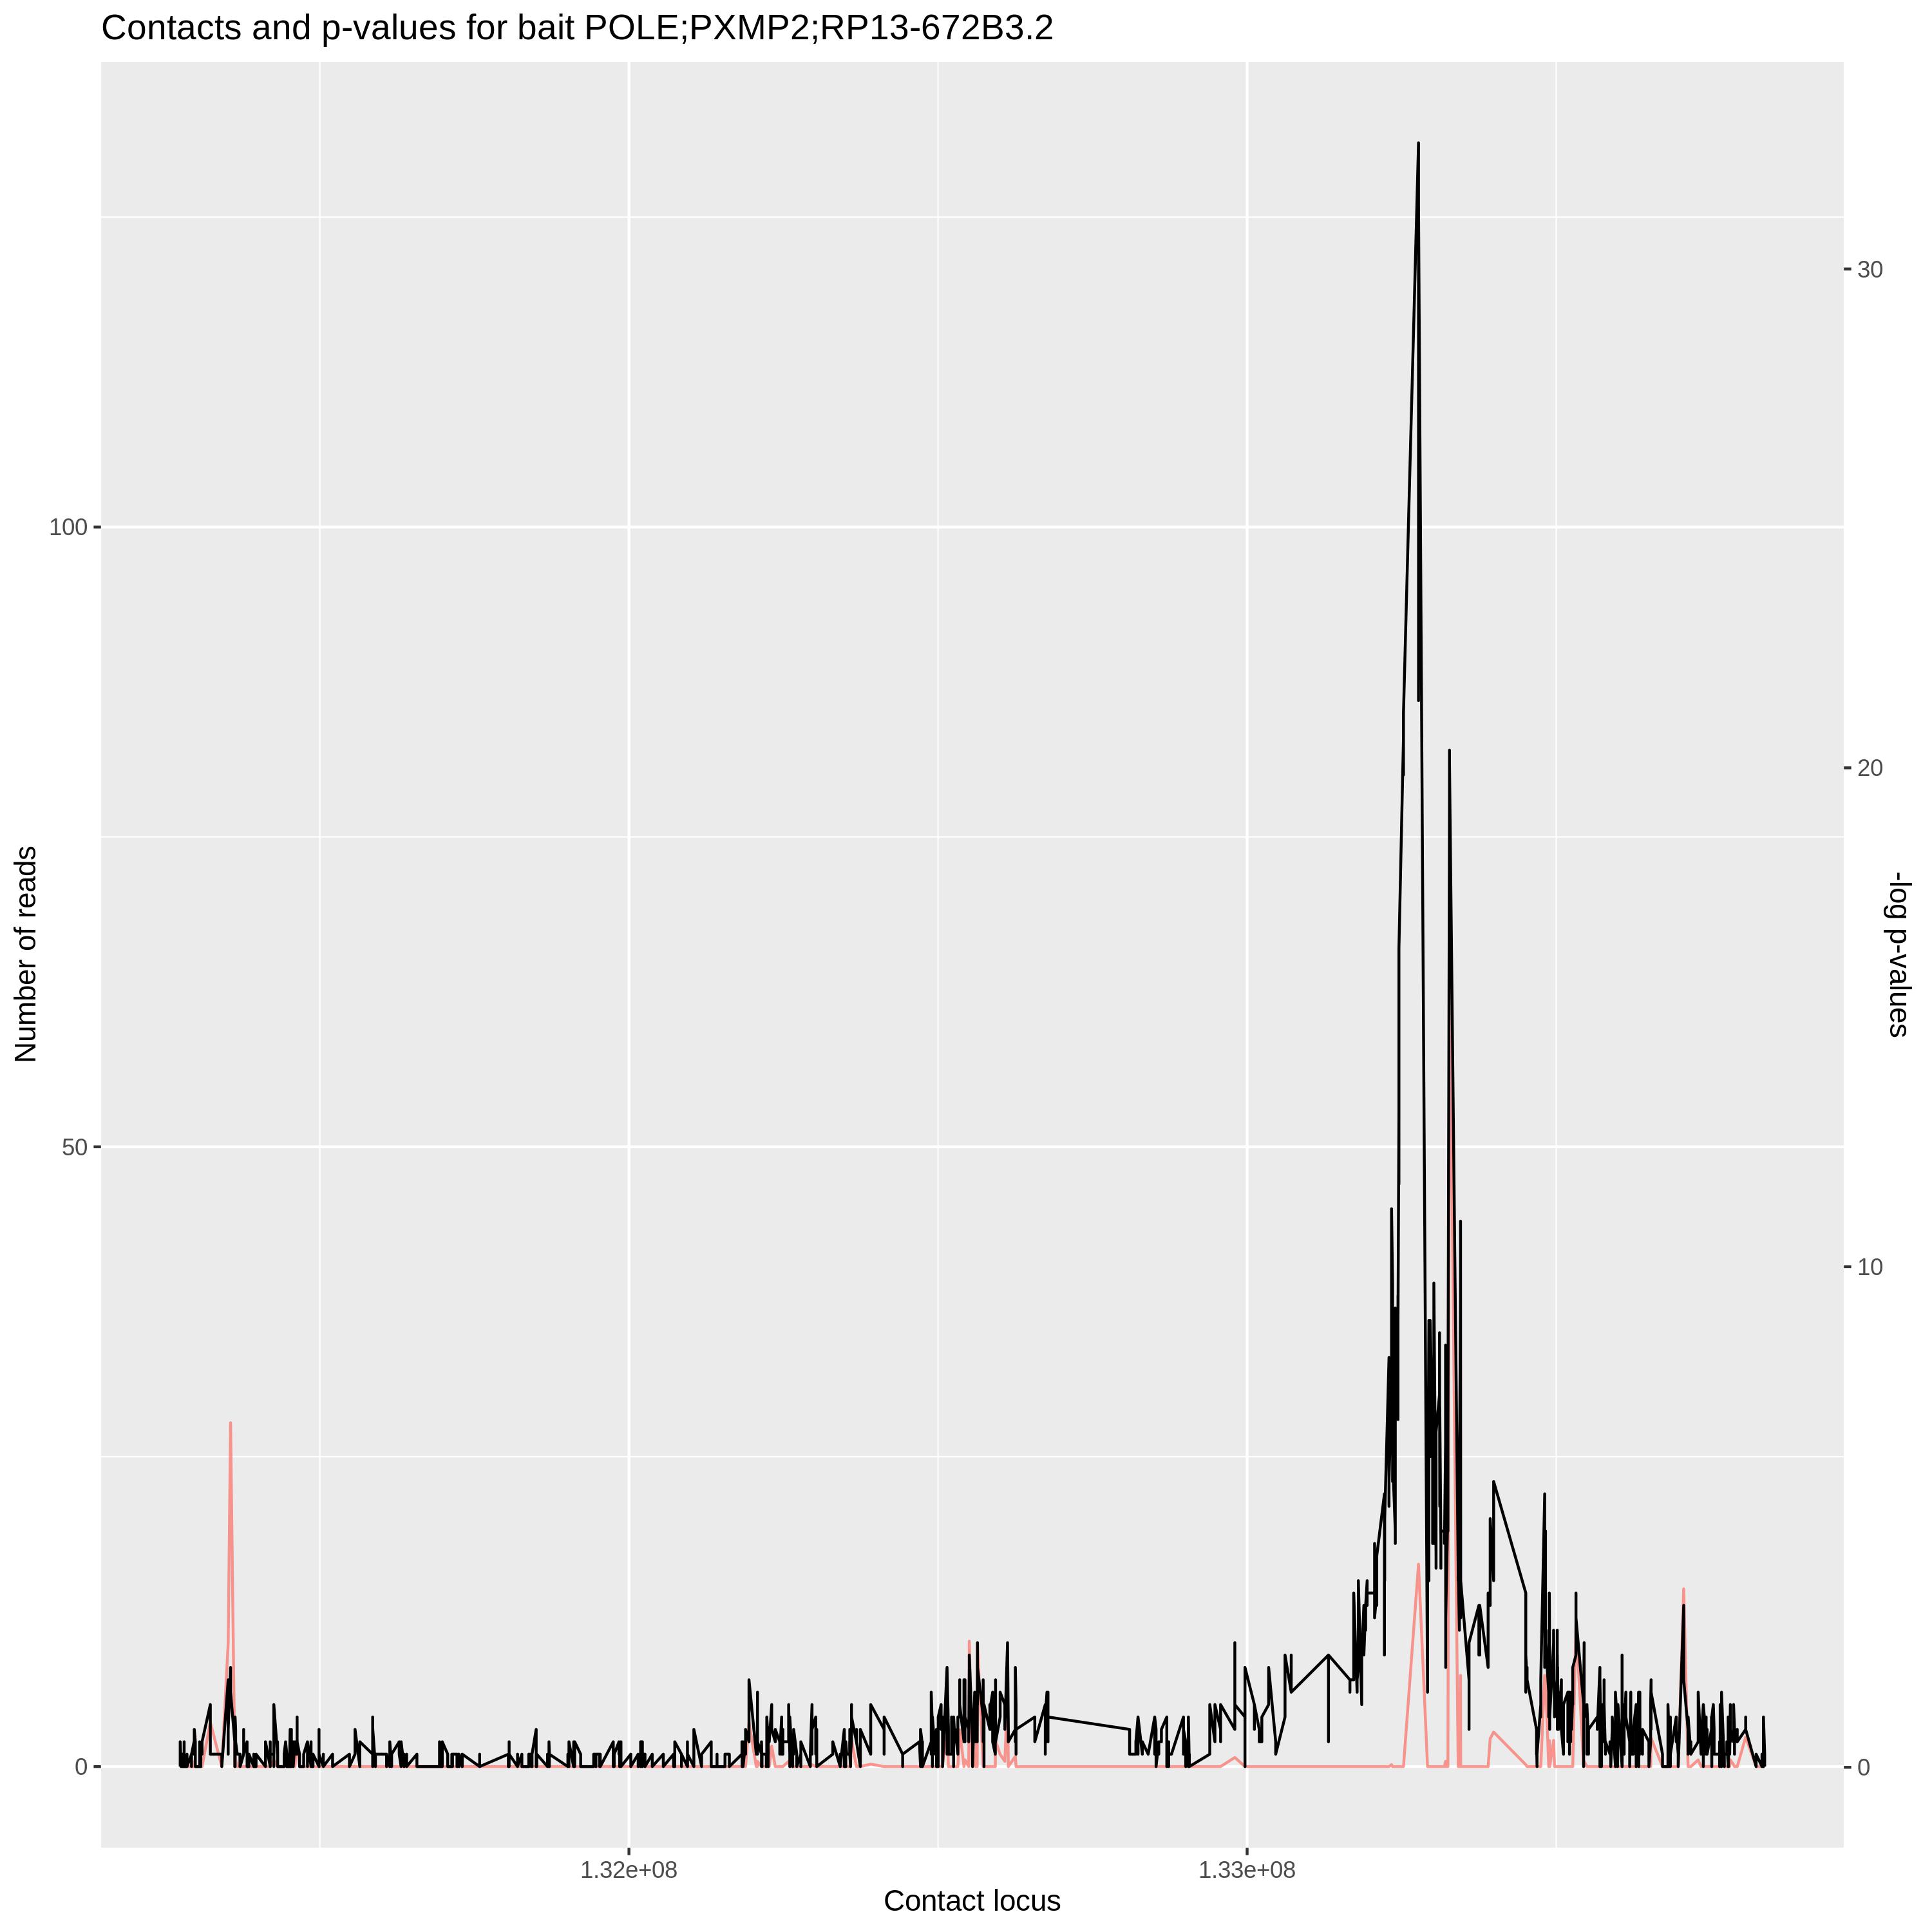 Contacts and p-values for bait POLE;PXMP2;RP13-672B3.2
Number of reads
100
50
0
30
20
10
0
-log p-values
1.32e+08
1.33e+08
Contact locus